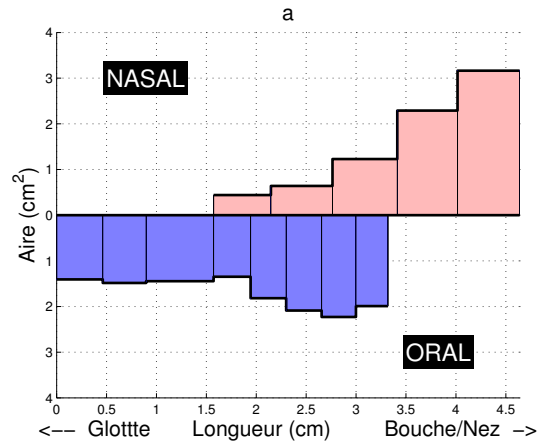 a
4
3
2
1
0
1
2
3
4
NASAL
ORAL
Aire (cm²)
0 0.5 1 1.5 2 2.5 3 3.5 4 4.5
<-- Glottte Longueur (cm) Bouche/Nez -->